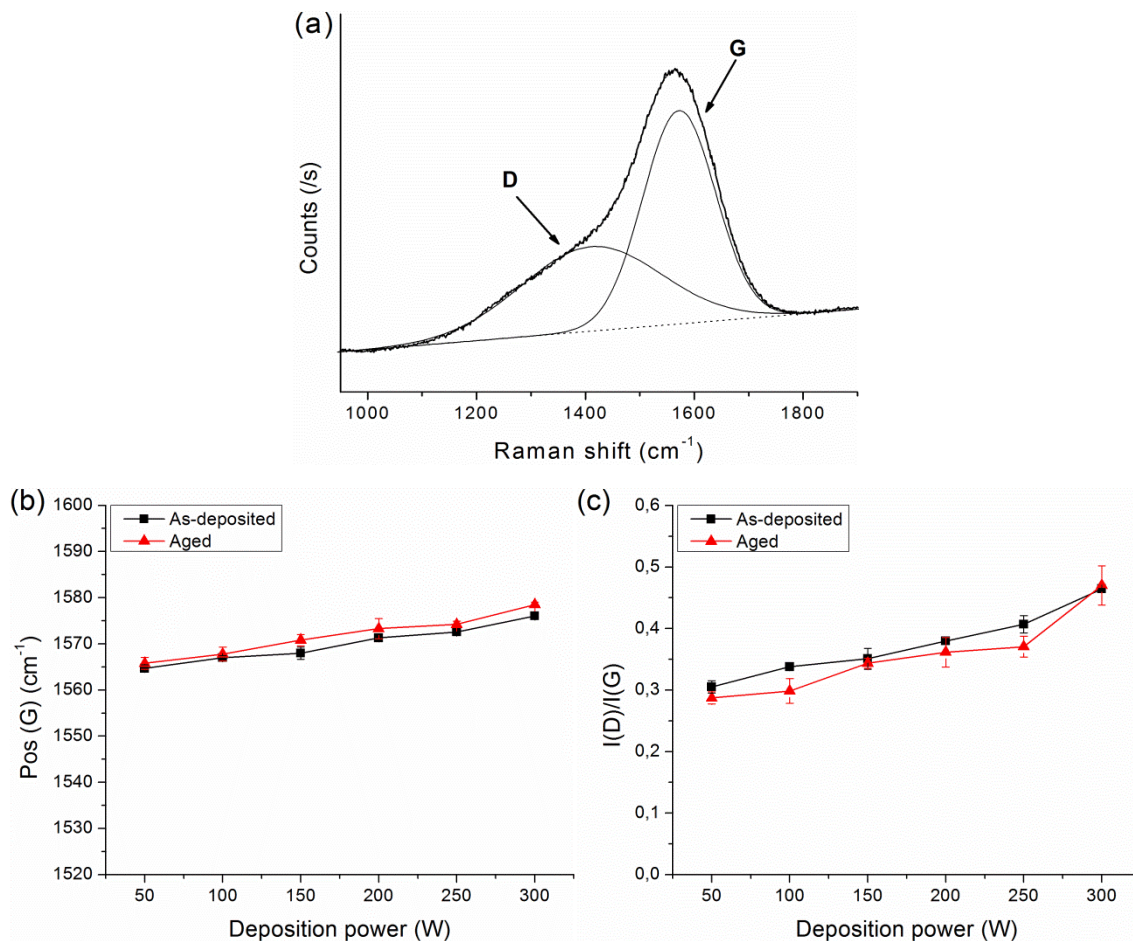 (a)
G
D
Counts (/s)
1000 1200 1400 1600 1800
Raman shift (cm⁻¹)
(b)
As-deposited
Aged
1600
1590
1580
1570
1560
1550
1540
1530
1520
Pos (G) (cm⁻¹)
50 100 150 200 250 300
Deposition power (W)
(c)
As-deposited
Aged
0,6
0,5
0,4
0,3
0,2
0,1
0,0
I(D)/I(G)
50 100 150 200 250 300
Deposition power (W)